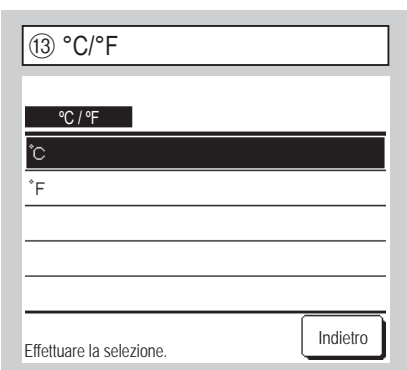 ⑬ °C/°F
°C / °F
°C
°F
Effettuare la selezione.
Indietro